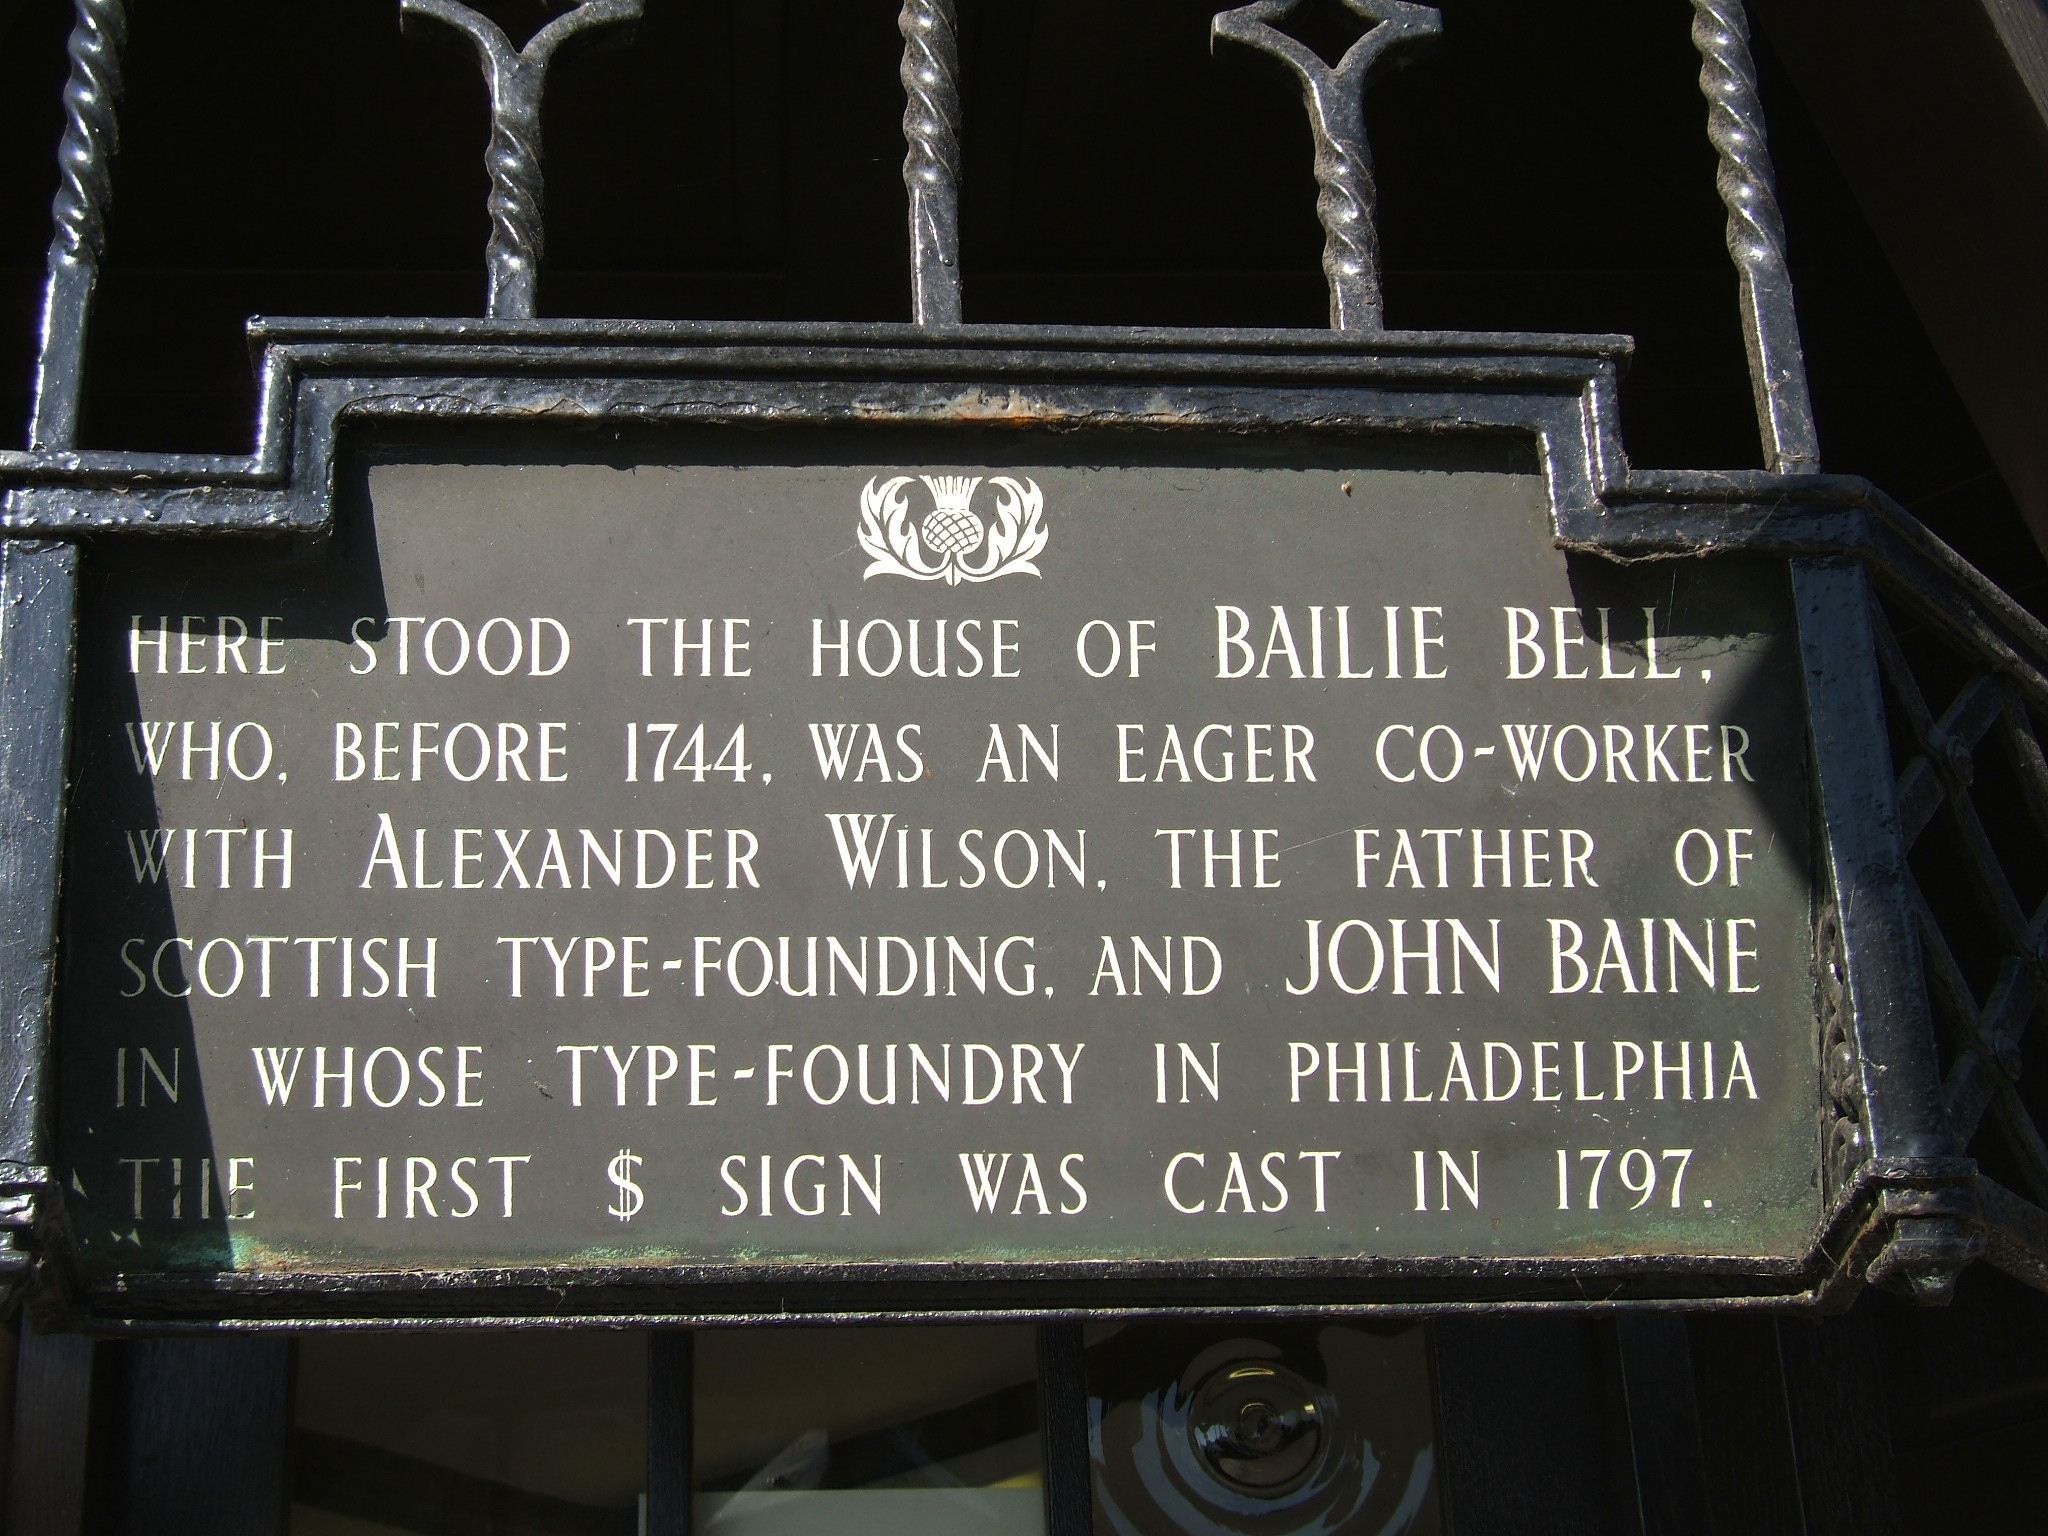 HERE STOOD THE HOUSE OF BAILIE BELL,
WHO, BEFORE 1744, WAS AN EAGER CO-WORKER
WITH ALEXANDER WILSON, THE FATHER OF
SCOTTISH TYPE-FOUNDING, AND JOHN BAINE
IN WHOSE TYPE-FOUNDRY IN PHILADELPHIA
THE FIRST $ SIGN WAS CAST IN 1797.